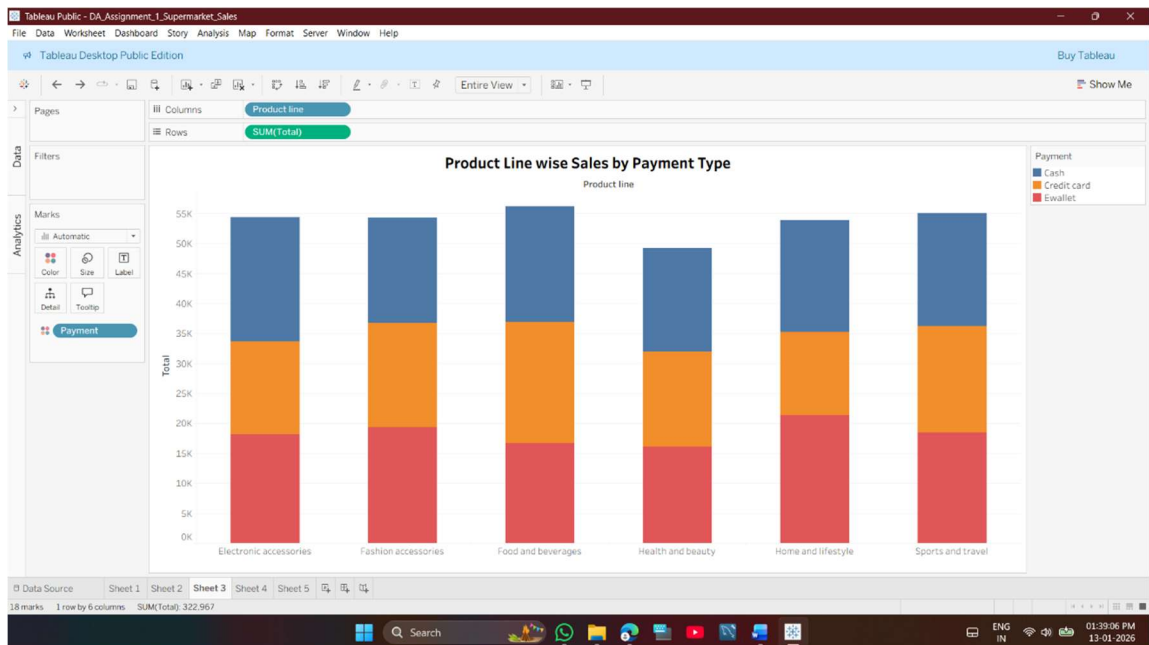 Tableau Public - DA_Assignment_1_Supermarket_Sales
File Data Worksheet Dashboard Story Analysis Map Format Server Window Help
Tableau Desktop Public Edition
Buy Tableau
Entire View
Show Me
Pages
Columns
Product line
Rows
SUM(Total)
Data
Analytics
Filters
Marks
Automatic
Color
Size
Label
Detail
Tooltip
Payment
Product Line wise Sales by Payment Type
Product line
Total
55K
50K
45K
40K
35K
30K
25K
20K
15K
10K
5K
0K
Electronic accessories
Fashion accessories
Food and beverages
Health and beauty
Home and lifestyle
Sports and travel
Payment
Cash
Credit card
Ewallet
Data Source
Sheet 1
Sheet 2
Sheet 3
Sheet 4
Sheet 5
18 marks
1 row by 6 columns
SUM(Total): 322,967
Search
ENG
IN
01:39:06 PM
13-01-2026